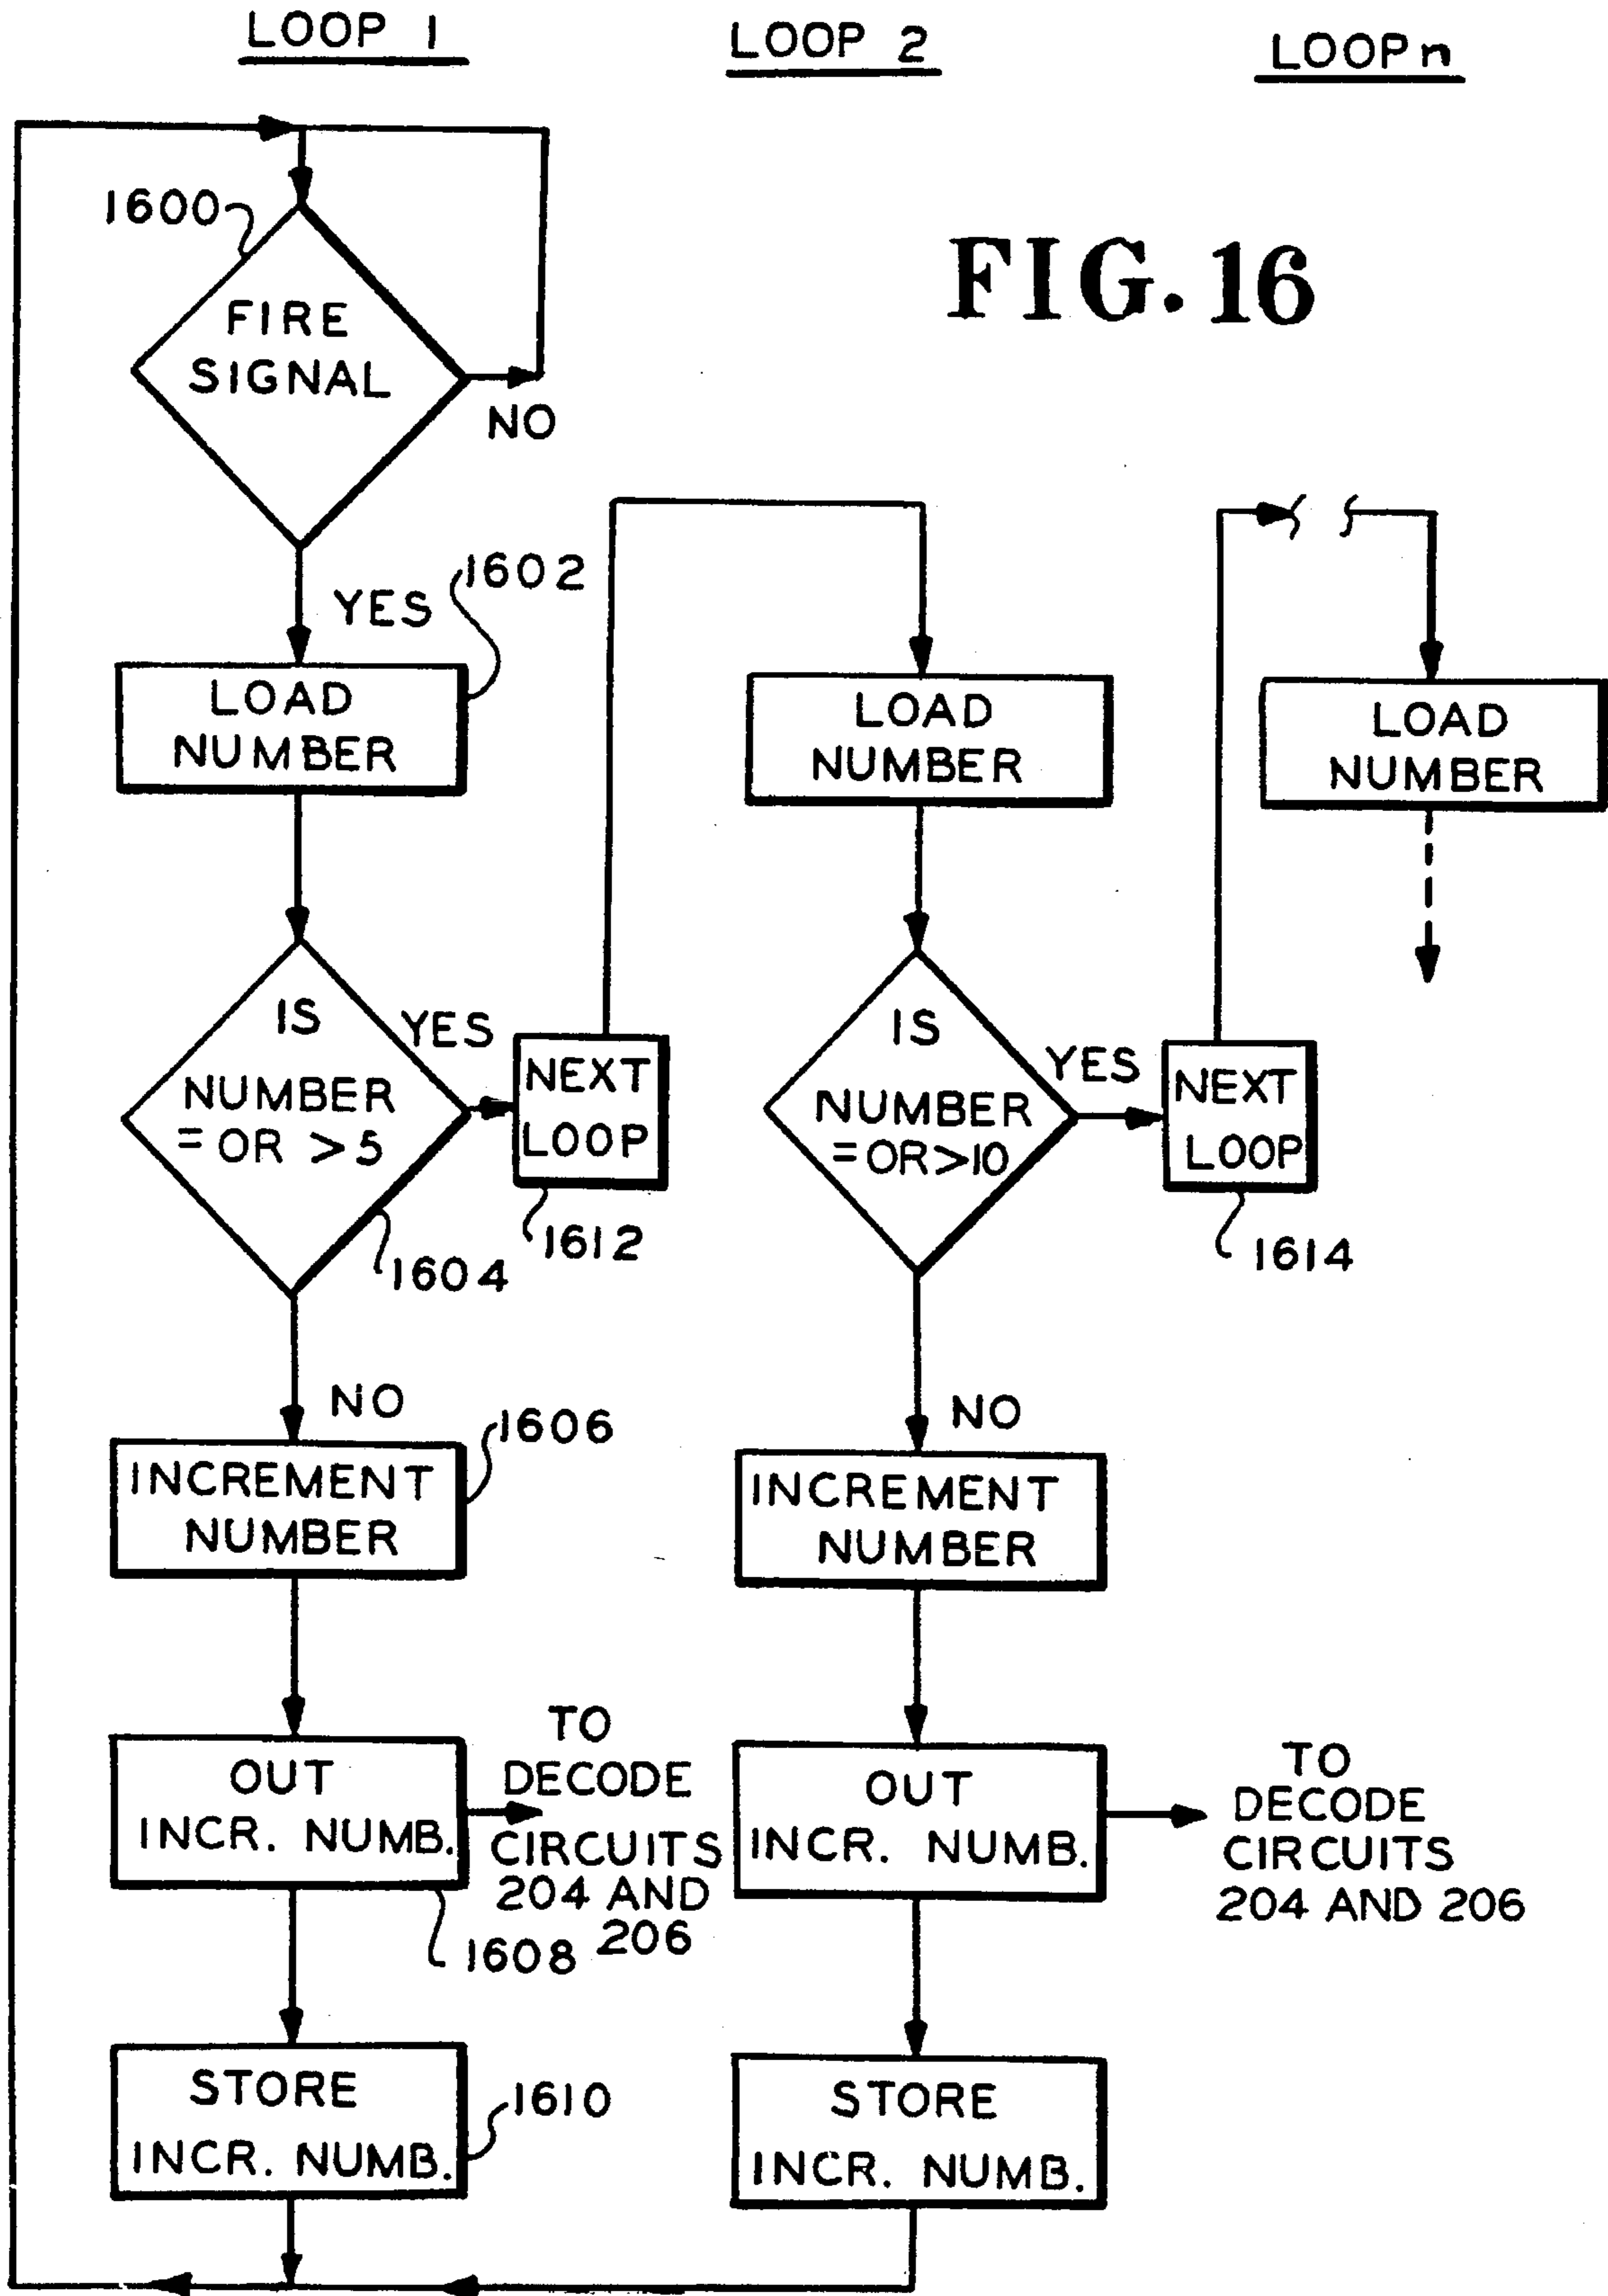 LOOP 1
LOOP 2
LOOP n
FIG. 16
1600
FIRE
SIGNAL
NO
YES
1602
LOAD
NUMBER
LOAD
NUMBER
LOAD
NUMBER
IS
NUMBER
= OR > 5
YES
NEXT
LOOP
1612
1604
IS
NUMBER
= OR > 10
YES
NEXT
LOOP
1614
NO
1606
INCREMENT
NUMBER
NO
INCREMENT
NUMBER
OUT
INCR. NUMB.
TO
DECODE
CIRCUITS
204 AND
206
1608
OUT
INCR. NUMB.
TO
DECODE
CIRCUITS
204 AND 206
STORE
INCR. NUMB.
1610
STORE
INCR. NUMB.